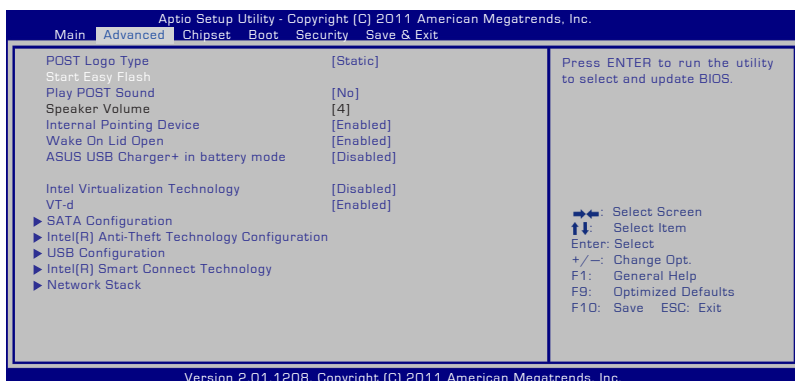 Aptio Setup Utility - Copyright (C) 2011 American Megatrends, Inc.
Main Advanced Chipset Boot Security Save & Exit
POST Logo Type [Static]
Start Easy Flash
Play POST Sound [No]
Speaker Volume [4]
Internal Pointing Device [Enabled]
Wake On Lid Open [Enabled]
ASUS USB Charger+ in battery mode [Disabled]
Intel Virtualization Technology [Disabled]
VT-d [Enabled]
SATA Configuration
Intel(R) Anti-Theft Technology Configuration
USB Configuration
Intel(R) Smart Connect Technology
Network Stack
Press ENTER to run the utility
to select and update BIOS.
→←: Select Screen
↑↓: Select Item
Enter: Select
+/—: Change Opt.
F1: General Help
F9: Optimized Defaults
F10: Save ESC: Exit
Version 2.01.1208. Copyright (C) 2011 American Megatrends, Inc.